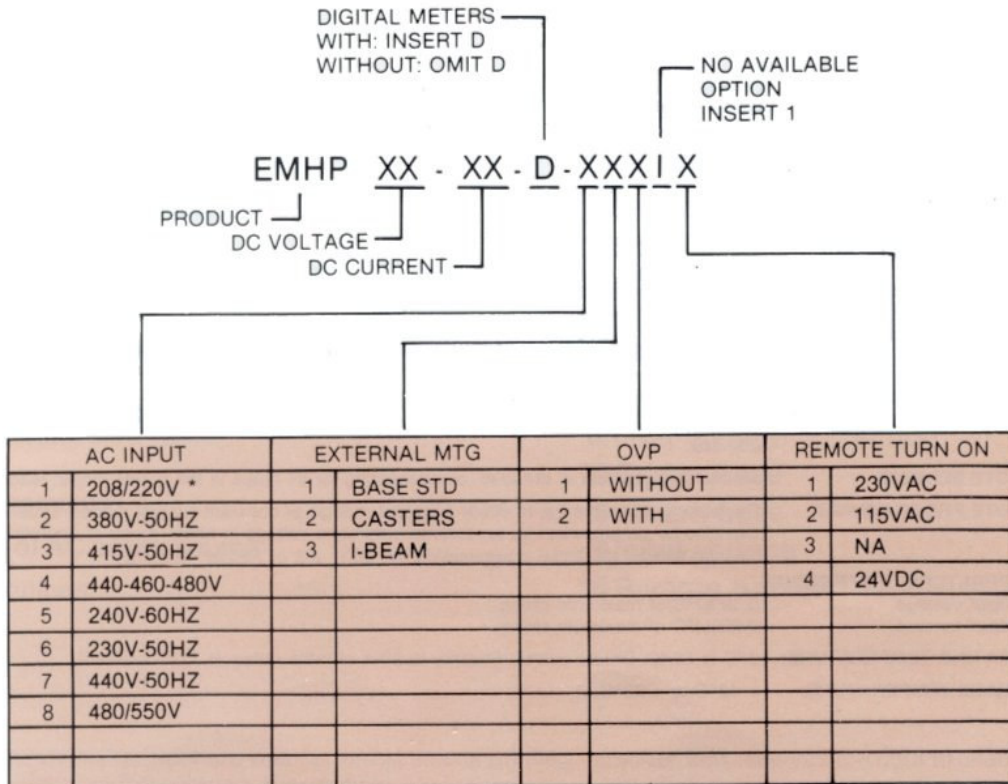 DIGITAL METERS
WITH: INSERT D
WITHOUT: OMIT D
NO AVAILABLE
OPTION
INSERT 1
EMHP XX - XX - D - XXX I X
PRODUCT
DC VOLTAGE
DC CURRENT
AC INPUT EXTERNAL MTG OVP REMOTE TURN ON
1 208/220V * 1 BASE STD 1 WITHOUT 1 230VAC
2 380V-50HZ 2 CASTERS 2 WITH 2 115VAC
3 415V-50HZ 3 I-BEAM 3 NA
4 440-460-480V 4 24VDC
5 240V-60HZ
6 230V-50HZ
7 440V-50HZ
8 480/550V